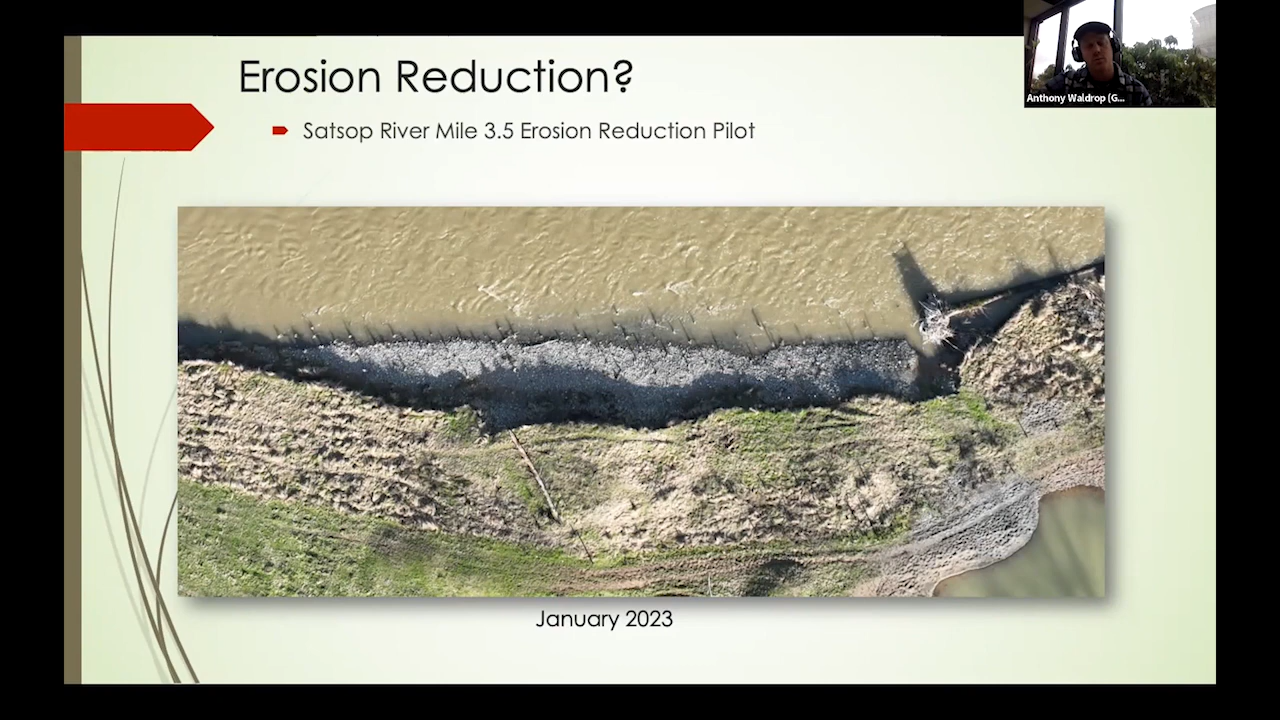 Erosion Reduction?
Satsop River Mile 3.5 Erosion Reduction Pilot
Anthony Waldrop (G...
January 2023